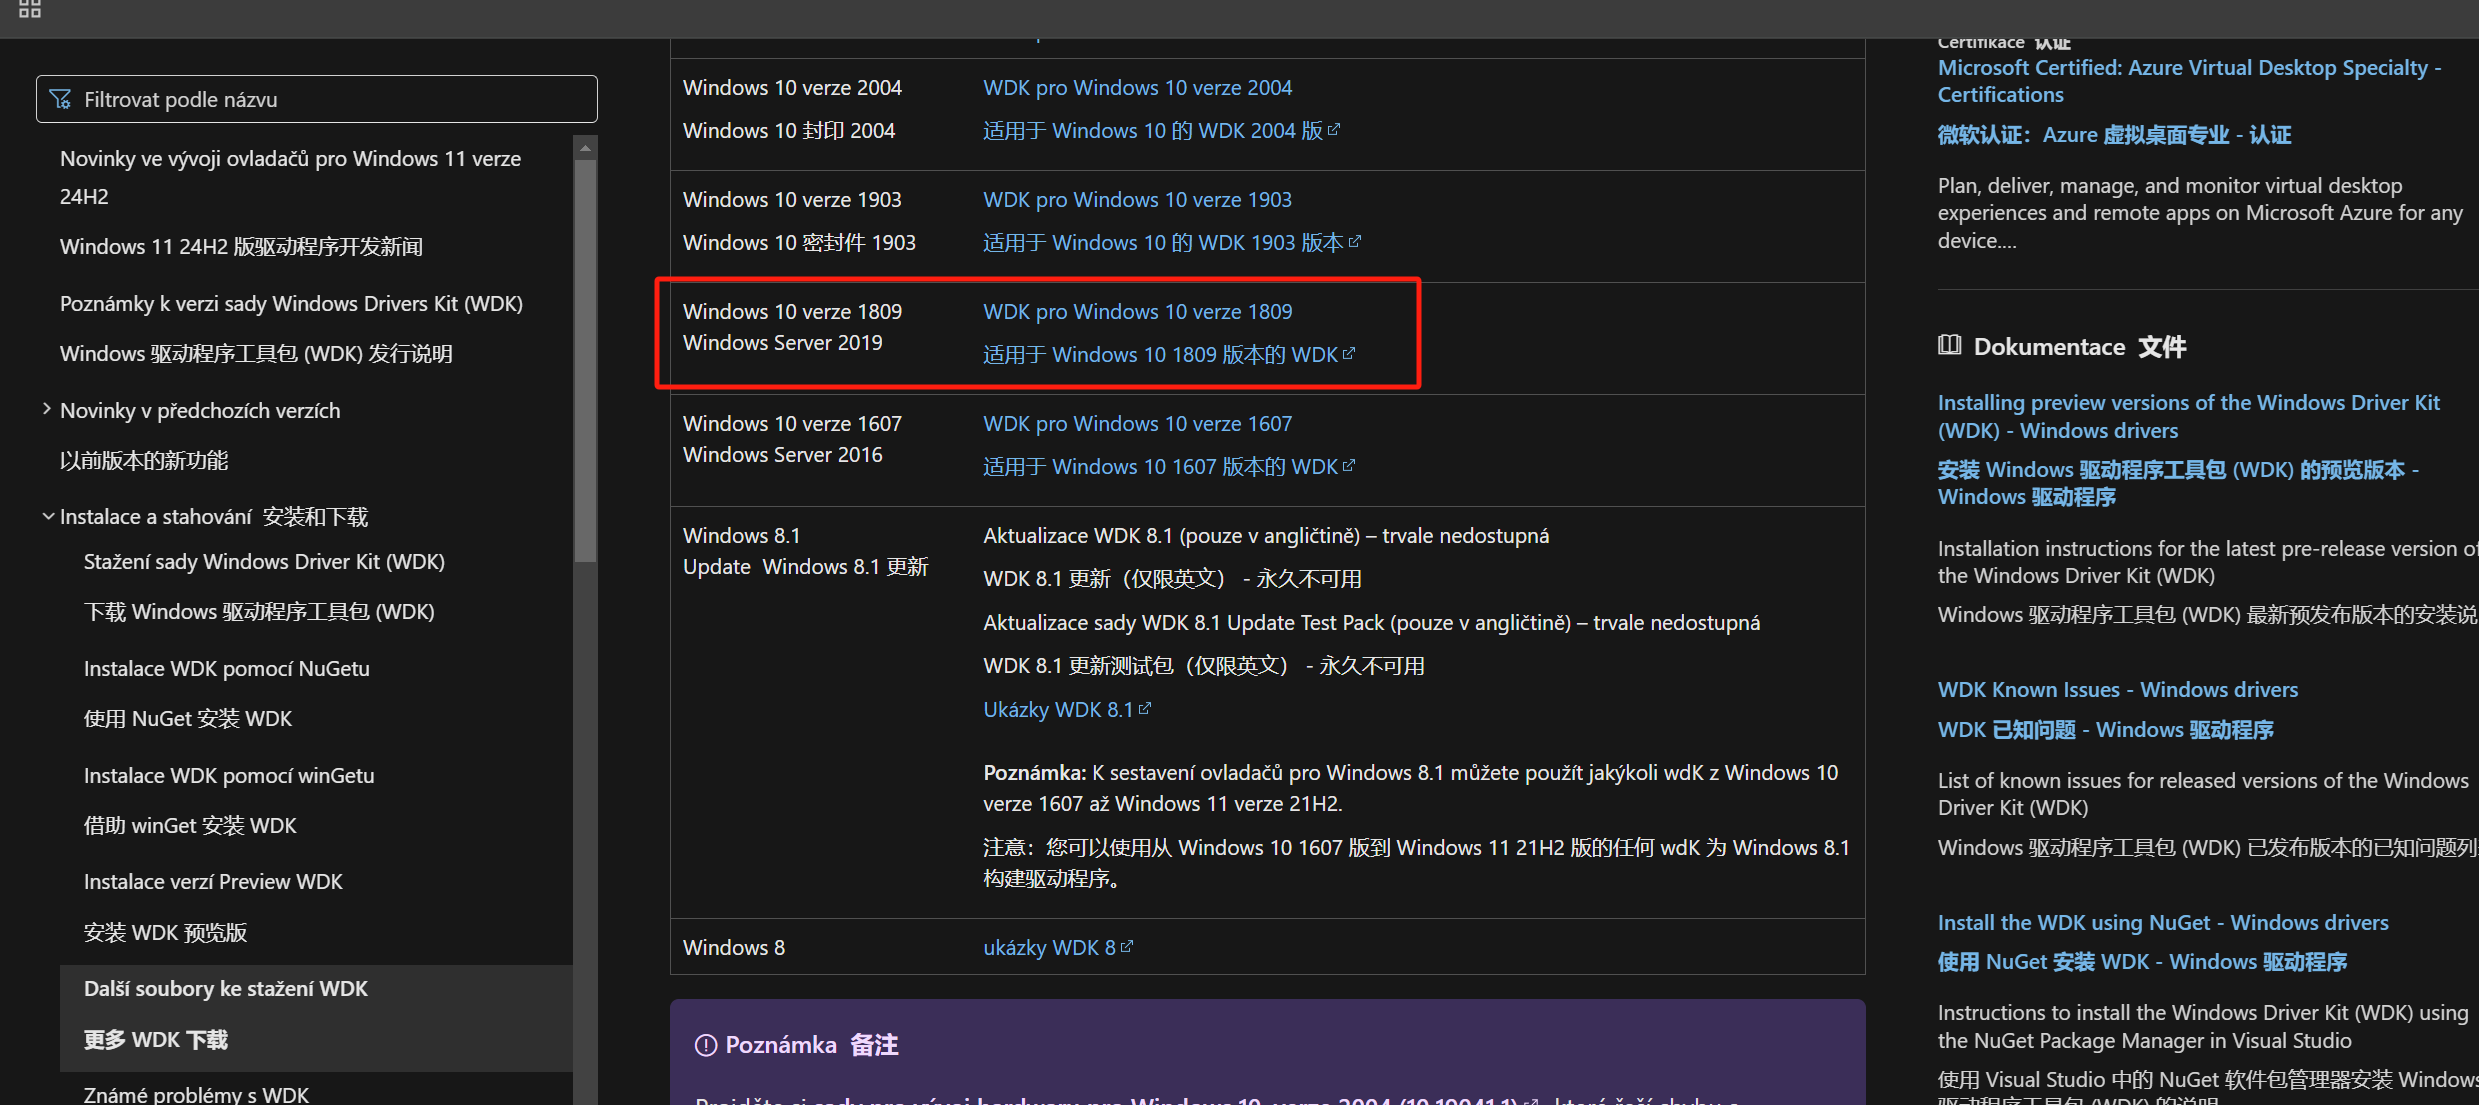 Filtrovat podle názvu
Novinky ve vývoji ovladačů pro Windows 11 verze
24H2
Windows 11 24H2 版驱动程序开发新闻
Poznámky k verzi sady Windows Drivers Kit (WDK)
Windows 驱动程序工具包 (WDK) 发行说明
Novinky v předchozích verzích
以前版本的新功能
Instalace a stahování 安装和下载
Stažení sady Windows Driver Kit (WDK)
下载 Windows 驱动程序工具包 (WDK)
Instalace WDK pomocí NuGetu
使用 NuGet 安装 WDK
Instalace WDK pomocí winGetu
借助 winGet 安装 WDK
Instalace verzí Preview WDK
安装 WDK 预览版
Další soubory ke stažení WDK
更多 WDK 下载
Známé problémy s WDK
Windows 10 verze 2004
WDK pro Windows 10 verze 2004
Windows 10 封印 2004
适用于 Windows 10 的 WDK 2004 版
Windows 10 verze 1903
WDK pro Windows 10 verze 1903
Windows 10 密封件 1903
适用于 Windows 10 的 WDK 1903 版本
Windows 10 verze 1809
Windows Server 2019
WDK pro Windows 10 verze 1809
适用于 Windows 10 1809 版本的 WDK
Windows 10 verze 1607
Windows Server 2016
WDK pro Windows 10 verze 1607
适用于 Windows 10 1607 版本的 WDK
Windows 8.1
Update Windows 8.1 更新
Aktualizace WDK 8.1 (pouze v angličtině) – trvale nedostupná
WDK 8.1 更新（仅限英文） - 永久不可用
Aktualizace sady WDK 8.1 Update Test Pack (pouze v angličtině) – trvale nedostupná
WDK 8.1 更新测试包（仅限英文） - 永久不可用
Ukázky WDK 8.1
Poznámka: K sestavení ovladačů pro Windows 8.1 můžete použít jakýkoli wdK z Windows 10
verze 1607 až Windows 11 verze 21H2.
注意：您可以使用从 Windows 10 1607 版到 Windows 11 21H2 版的任何 wdK 为 Windows 8.1
构建驱动程序。
Windows 8
ukázky WDK 8
Poznámka 备注
Projděte si sady pro vývoj hardwaru pro Windows 10, verze 2004 (10.19041.1)
Certifikace 认证
Microsoft Certified: Azure Virtual Desktop Specialty -
Certifications
微软认证：Azure 虚拟桌面专业 - 认证
Plan, deliver, manage, and monitor virtual desktop
experiences and remote apps on Microsoft Azure for any
device....
Dokumentace 文件
Installing preview versions of the Windows Driver Kit
(WDK) - Windows drivers
安装 Windows 驱动程序工具包 (WDK) 的预览版本 -
Windows 驱动程序
Installation instructions for the latest pre-release version of
the Windows Driver Kit (WDK)
Windows 驱动程序工具包 (WDK) 最新预发布版本的安装说
WDK Known Issues - Windows drivers
WDK 已知问题 - Windows 驱动程序
List of known issues for released versions of the Windows
Driver Kit (WDK)
Windows 驱动程序工具包 (WDK) 已发布版本的已知问题列
Install the WDK using NuGet - Windows drivers
使用 NuGet 安装 WDK - Windows 驱动程序
Instructions to install the Windows Driver Kit (WDK) using
the NuGet Package Manager in Visual Studio
使用 Visual Studio 中的 NuGet 软件包管理器安装 Windows
驱动程序工具包 (WDK) 的说明